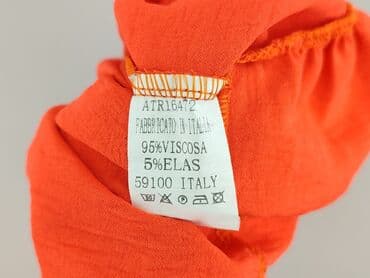 ATR16472
FABBRICATO IN ITALIA
95%VISCOSA
5%ELAS
59100 ITALY